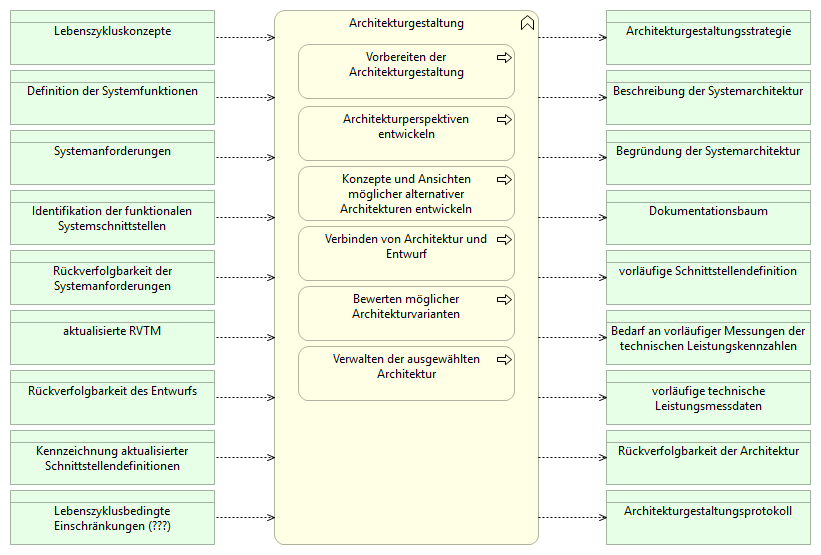 Lebenszykluskonzepte
Definition der Systemfunktionen
Systemanforderungen
Identifikation der funktionalen
Systemschnittstellen
Rückverfolgbarkeit der
Systemanforderungen
aktualisierte RVTM
Rückverfolgbarkeit des Entwurfs
Kennzeichnung aktualisierter
Schnittstellendefinitionen
Lebenszyklusbedingte
Einschränkungen (???)
Architekturgestaltung
Vorbereiten der
Architekturgestaltung
Architekturperspektiven
entwickeln
Konzepte und Ansichten
möglicher alternativer
Architekturen entwickeln
Verbinden von Architektur und
Entwurf
Bewerten möglicher
Architekturvarianten
Verwalten der ausgewählten
Architektur
Architekturgestaltungsstrategie
Beschreibung der Systemarchitektur
Begründung der Systemarchitektur
Dokumentationsbaum
vorläufige Schnittstellendefinition
Bedarf an vorläufiger Messungen der
technischen Leistungskennzahlen
vorläufige technische
Leistungsmessdaten
Rückverfolgbarkeit der Architektur
Architekturgestaltungsprotokoll